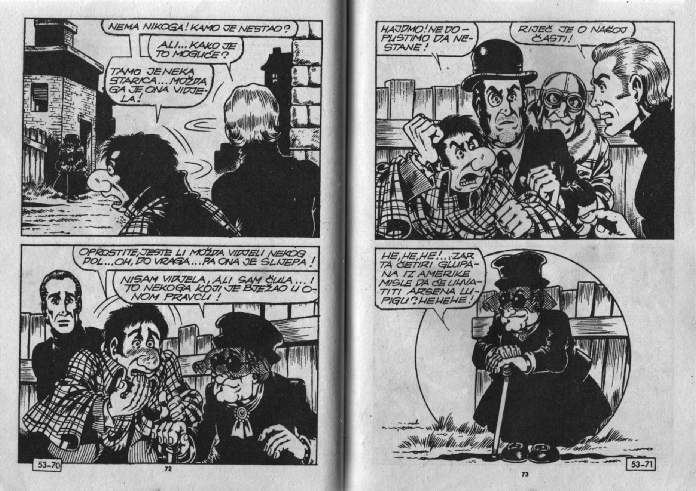 NEMA NIKOGA! KAMO JE NESTAO?
ALI... KAKO JE
TO MOGUĆE?
TAMO JE NEKA
STARICA... MOŽDA
GA JE ONA VIDJE-
LA!
OPROSTITE, JESTE LI MOŽDA VIDJELI NEKOG
POL... OH, DO VRAGA... PA ONA JE SLIJEPA!
NISAM VIDJELA, ALI SAM ČULA...
TO NEKOGA KOJI JE BJEŽAO U O-
NOM PRAVCU!
53-70
72
HAJDMO! NE DO-
PUSTIMO DA NE-
STANE!
RIJEČ JE O NAŠOJ
ČASTI!
HE, HE, HE!... ZAR
TA ČETIRI GLUPA-
NA IZ AMERIKE
MISLE DA ĆE UHVA-
TITI ARSENA LU-
PIGU? HEHEHE!
73
53-71